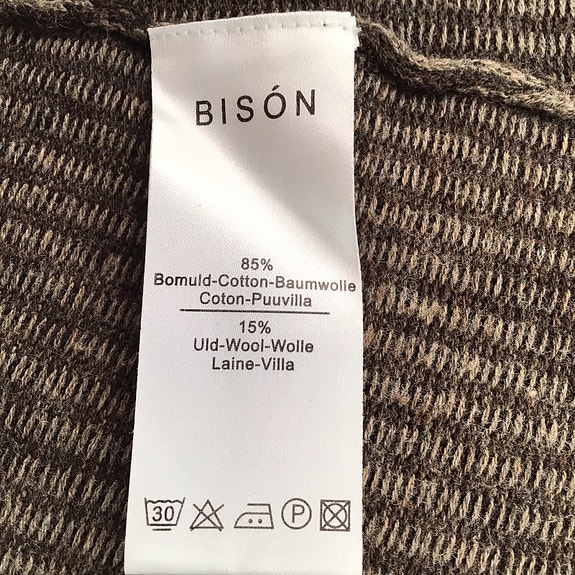 BISÓN
85%
Bomuld-Cotton-Baumwolle
Coton-Puuvilla
15%
Uld-Wool-Wolle
Laine-Villa
30 P